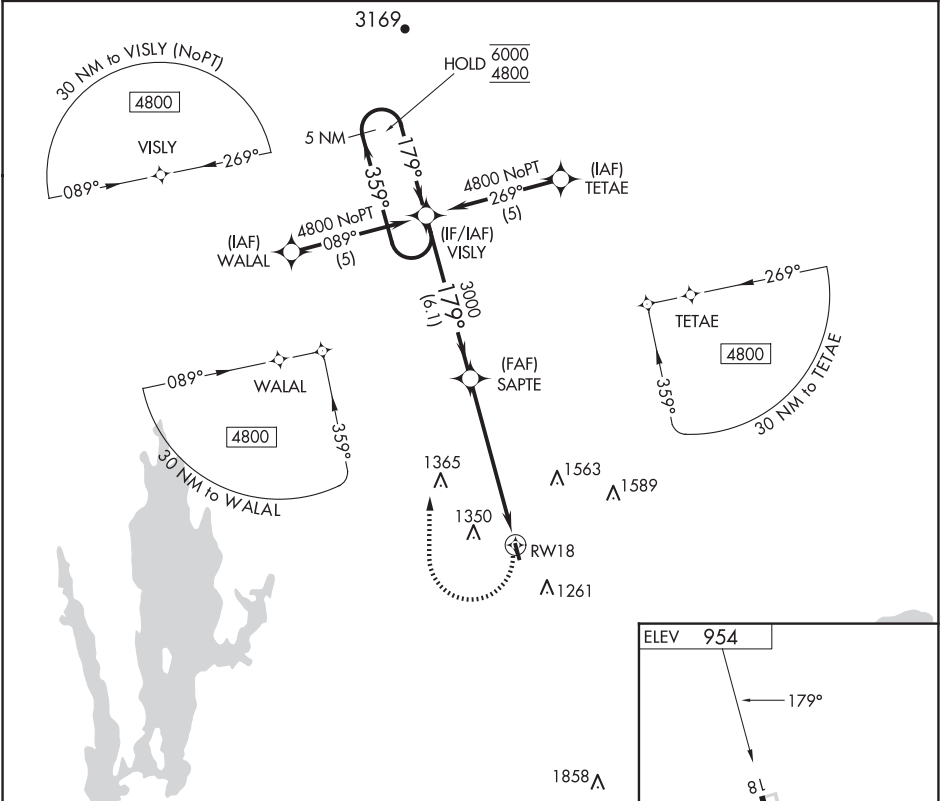 3169
HOLD 6000 4800
30 NM to VISLY (NoPT)
4800
VISLY
089°
269°
5 NM
179°
359°
4800 NoPT
269°
(5)
(IAF)
TETAE
4800 NoPT
089°
(5)
(IAF)
WALAL
(IF/IAF)
VISLY
3000
179°
(6.1)
(FAF)
SAPTE
269°
TETAE
4800
359°
30 NM to TETAE
089°
WALAL
4800
359°
30 NM to WALAL
1365
1563
1589
1350
RW18
1261
ELEV 954
179°
18
1858